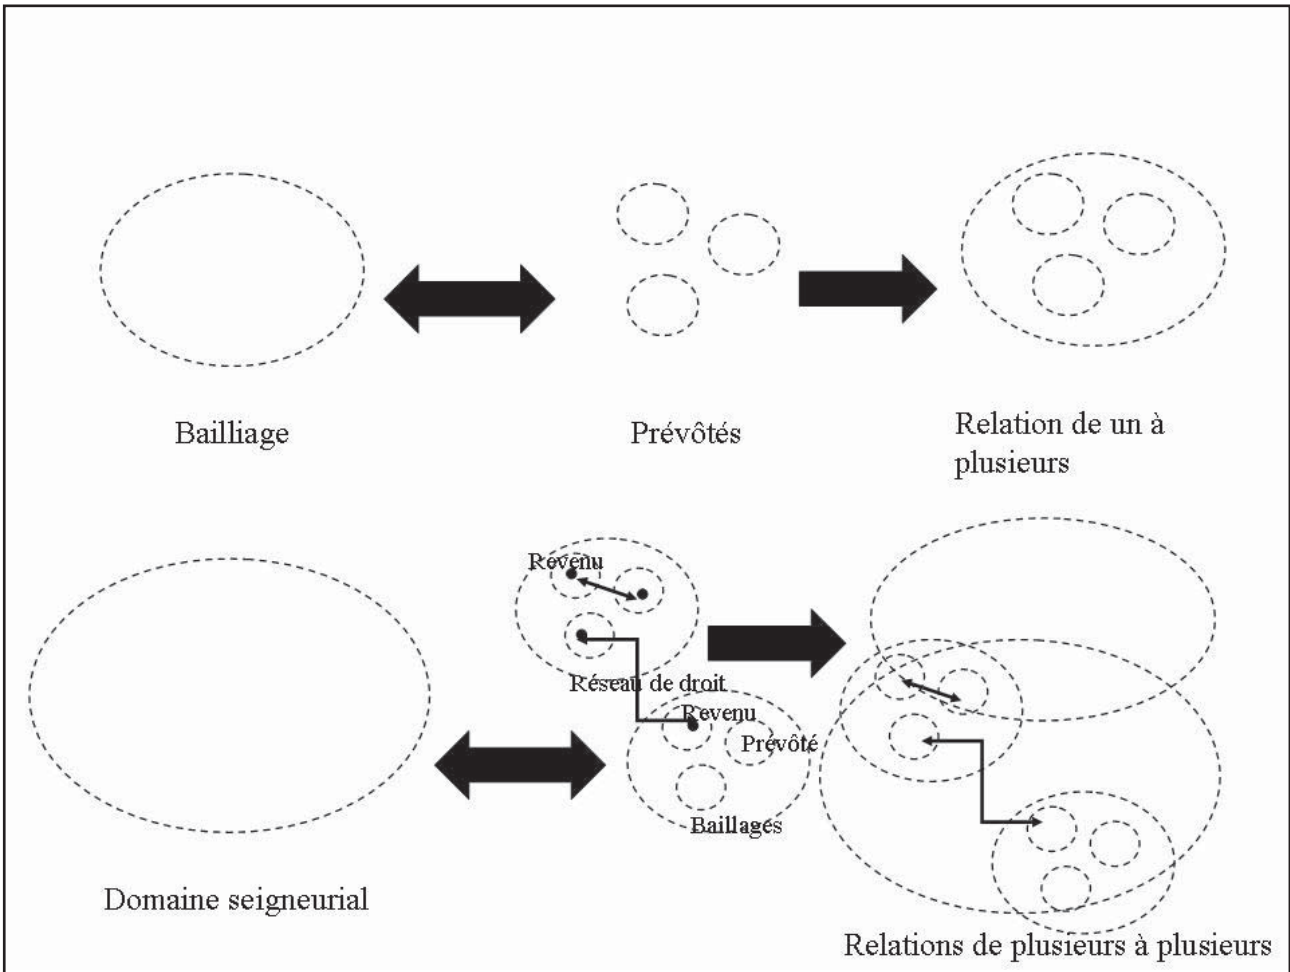 Bailliage
Prévôtés
Relation de un à
plusieurs
Revenu
Réseau de droit
Revenu
Prévôté
Baillages
Domaine seigneurial
Relations de plusieurs à plusieurs